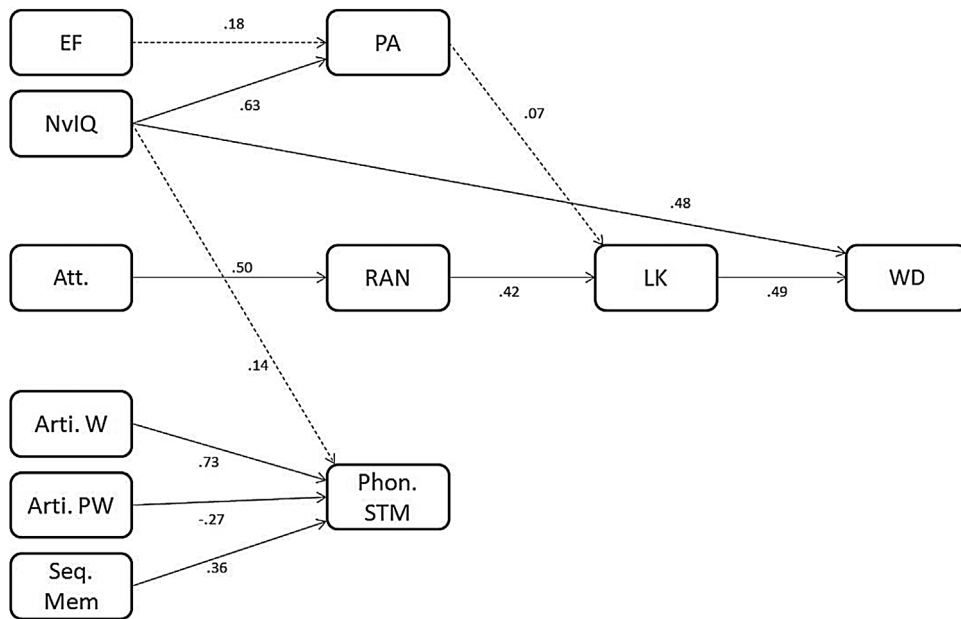 EF
.18
PA
NvIQ
.63
.07
.48
Att.
.50
RAN
.42
LK
.49
WD
.14
Arti. W
.73
Arti. PW
-.27
Phon.
STM
Seq.
Mem
.36